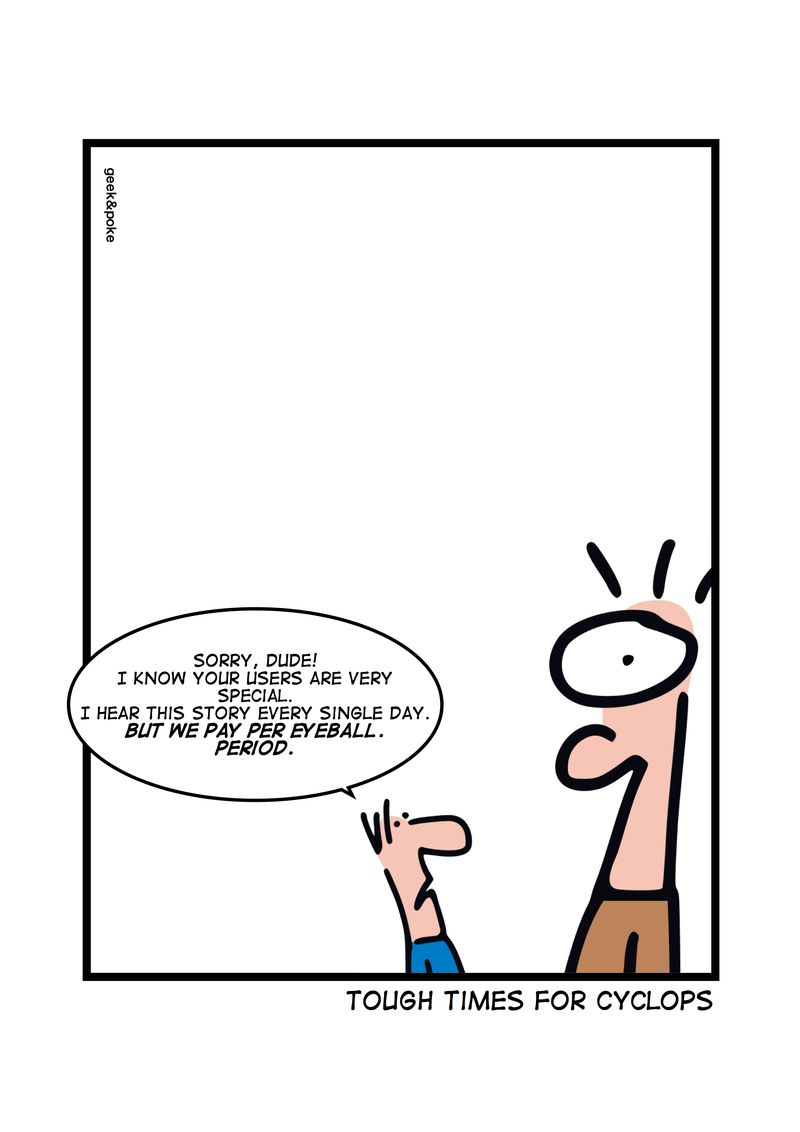 geek&poke
SORRY, DUDE!
I KNOW YOUR USERS ARE VERY
SPECIAL.
I HEAR THIS STORY EVERY SINGLE DAY.
BUT WE PAY PER EYEBALL.
PERIOD.
TOUGH TIMES FOR CYCLOPS